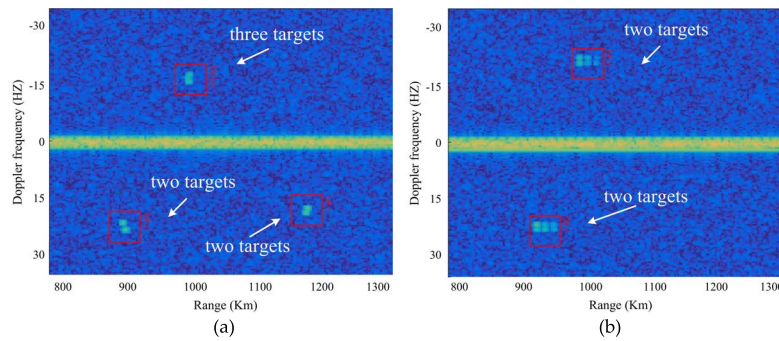 -30
three targets
-15
Doppler frequency (HZ)
0
two targets
15
two targets
30
800
900
1000
1100
1200
1300
Range (Km)
(a)
-30
two targets
-15
Doppler frequency (HZ)
0
15
two targets
30
800
900
1000
1100
1200
1300
Range (Km)
(b)